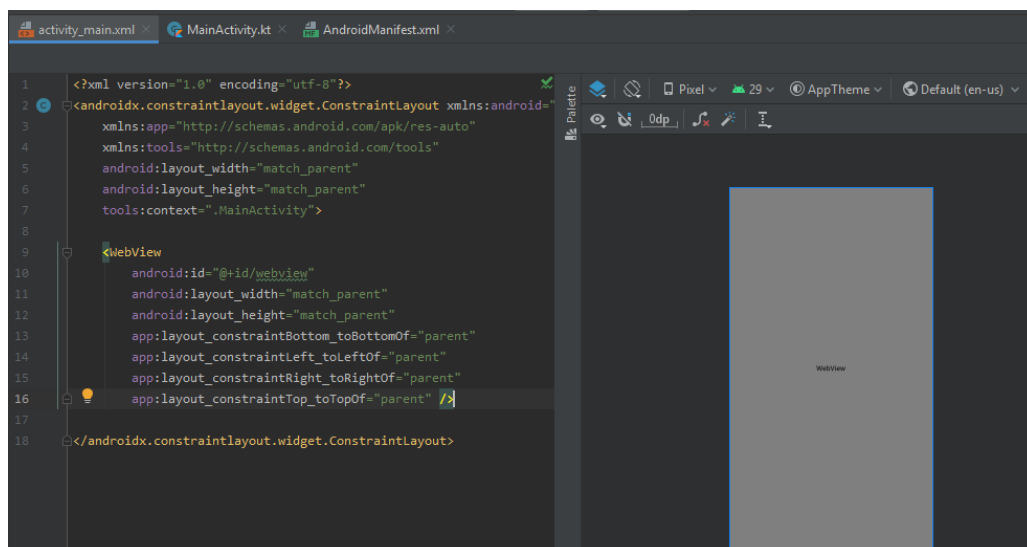 activity_main.xml MainActivity.kt AndroidManifest.xml
1 <?xml version="1.0" encoding="utf-8"?>
2 <androidx.constraintlayout.widget.ConstraintLayout xmlns:android="
3 xmlns:app="http://schemas.android.com/apk/res-auto"
4 xmlns:tools="http://schemas.android.com/tools"
5 android:layout_width="match_parent"
6 android:layout_height="match_parent"
7 tools:context=".MainActivity">
8
9 <WebView
10 android:id="@+id/webview"
11 android:layout_width="match_parent"
12 android:layout_height="match_parent"
13 app:layout_constraintBottom_toBottomOf="parent"
14 app:layout_constraintLeft_toLeftOf="parent"
15 app:layout_constraintRight_toRightOf="parent"
16 app:layout_constraintTop_toTopOf="parent" />
17
18 </androidx.constraintlayout.widget.ConstraintLayout>
Palette
Pixel 29 AppTheme Default (en-us)
0dp
WebView